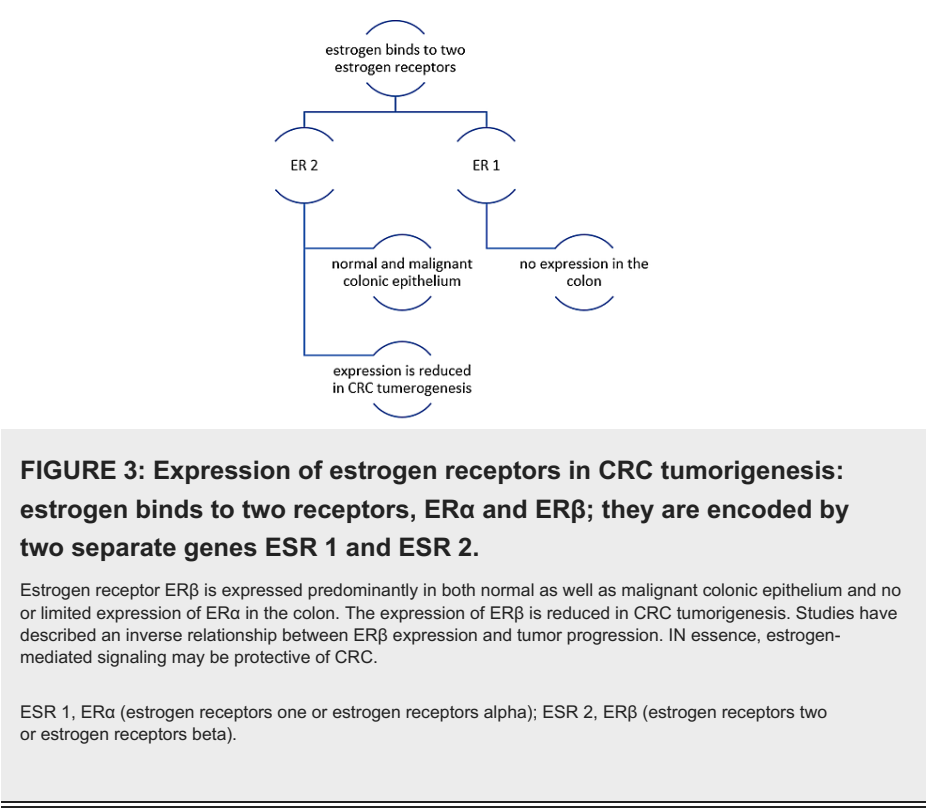 estrogen binds to two
estrogen receptors
ER 2
ER 1
normal and malignant
colonic epithelium
no expression in the
colon
expression is reduced
in CRC tumerogenesis
FIGURE 3: Expression of estrogen receptors in CRC tumorigenesis:
estrogen binds to two receptors, ERα and ERβ; they are encoded by
two separate genes ESR 1 and ESR 2.
Estrogen receptor ERβ is expressed predominantly in both normal as well as malignant colonic epithelium and no
or limited expression of ERα in the colon. The expression of ERβ is reduced in CRC tumorigenesis. Studies have
described an inverse relationship between ERβ expression and tumor progression. IN essence, estrogen-
mediated signaling may be protective of CRC.
ESR 1, ERα (estrogen receptors one or estrogen receptors alpha); ESR 2, ERβ (estrogen receptors two
or estrogen receptors beta).